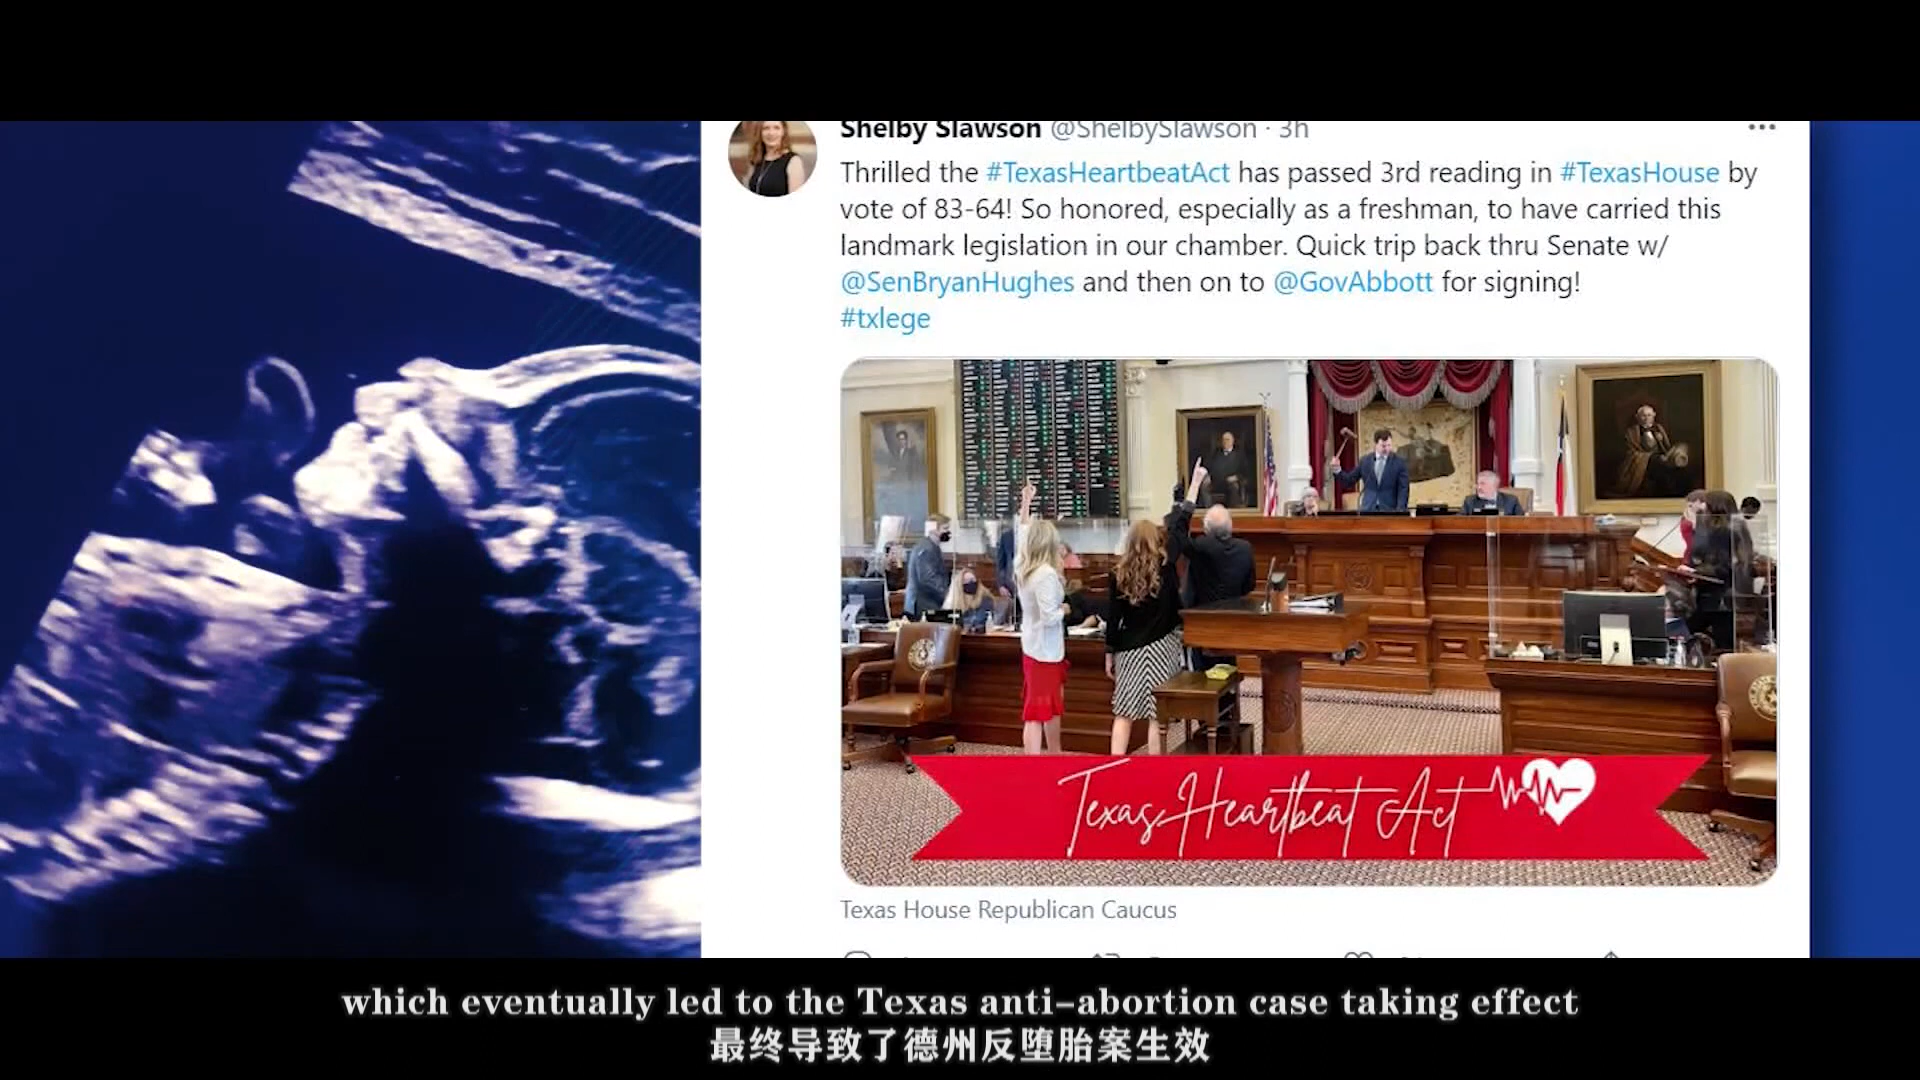 Shelby Slawson @ShelbySlawson · 3h
Thrilled the #TexasHeartbeatAct has passed 3rd reading in #TexasHouse by
vote of 83-64! So honored, especially as a freshman, to have carried this
landmark legislation in our chamber. Quick trip back thru Senate w/
@SenBryanHughes and then on to @GovAbbott for signing!
#txlege
Texas Heartbeat Act
Texas House Republican Caucus
which eventually led to the Texas anti-abortion case taking effect
最终导致了德州反堕胎案生效